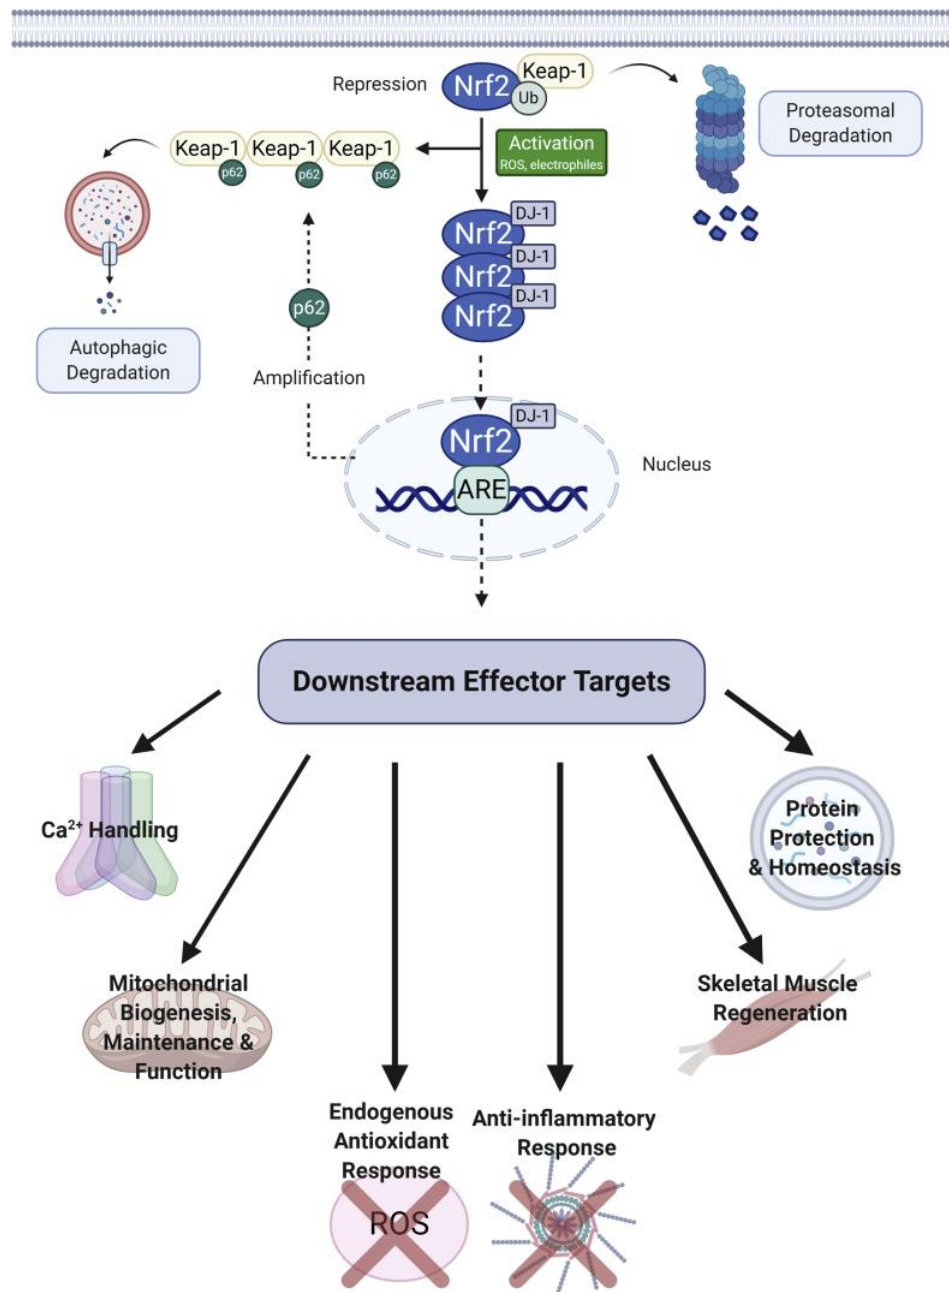 Repression
Nrf2
Keap-1
Ub
Proteasomal
Degradation
Activation
ROS, electrophiles
Keap-1
Keap-1
Keap-1
p62
p62
p62
DJ-1
Nrf2
DJ-1
Nrf2
DJ-1
Nrf2
p62
Autophagic
Degradation
Amplification
DJ-1
Nrf2
ARE
Nucleus
Downstream Effector Targets
Ca²⁺ Handling
Protein
Protection
& Homeostasis
Mitochondrial
Biogenesis,
Maintenance &
Function
Skeletal Muscle
Regeneration
Endogenous
Antioxidant
Response
ROS
Anti-inflammatory
Response